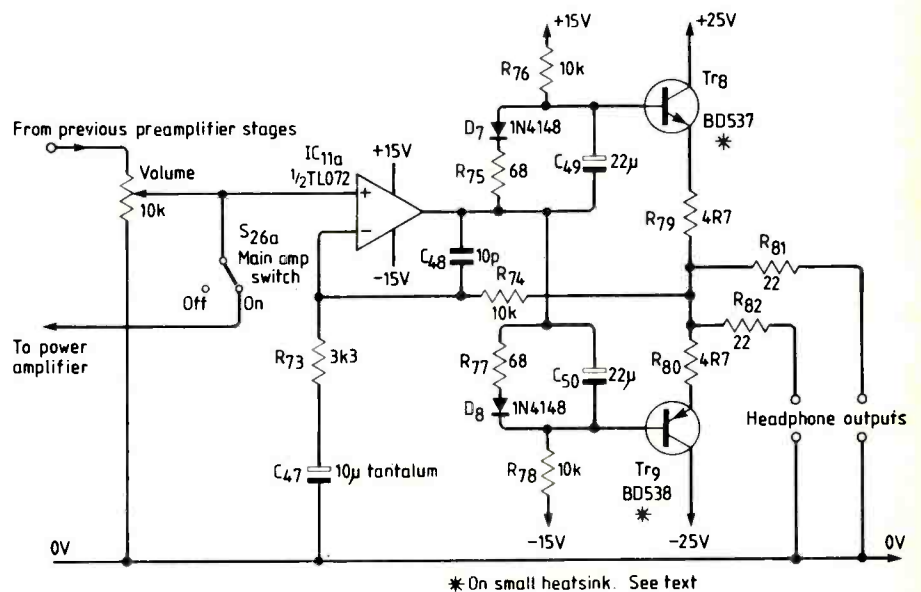 +15V
+25V
R76
10k
Tr8
D7
1N4148
BD537
✷
From previous preamplifier stages
IC11a
½TL072
+15V
R75
68
C49
22µ
Volume
10k
+
−
R79
4R7
−15V
C48
10p
S26a
Main amp
switch
R81
22
R74
10k
Off
On
R82
22
To power
amplifier
R73
3k3
R77
68
C50
22µ
R80
4R7
D8
1N4148
Headphone outputs
C47
10µ tantalum
R78
10k
Tr9
BD538
✷
0V
−15V
−25V
0V
✷ On small heatsink. See text